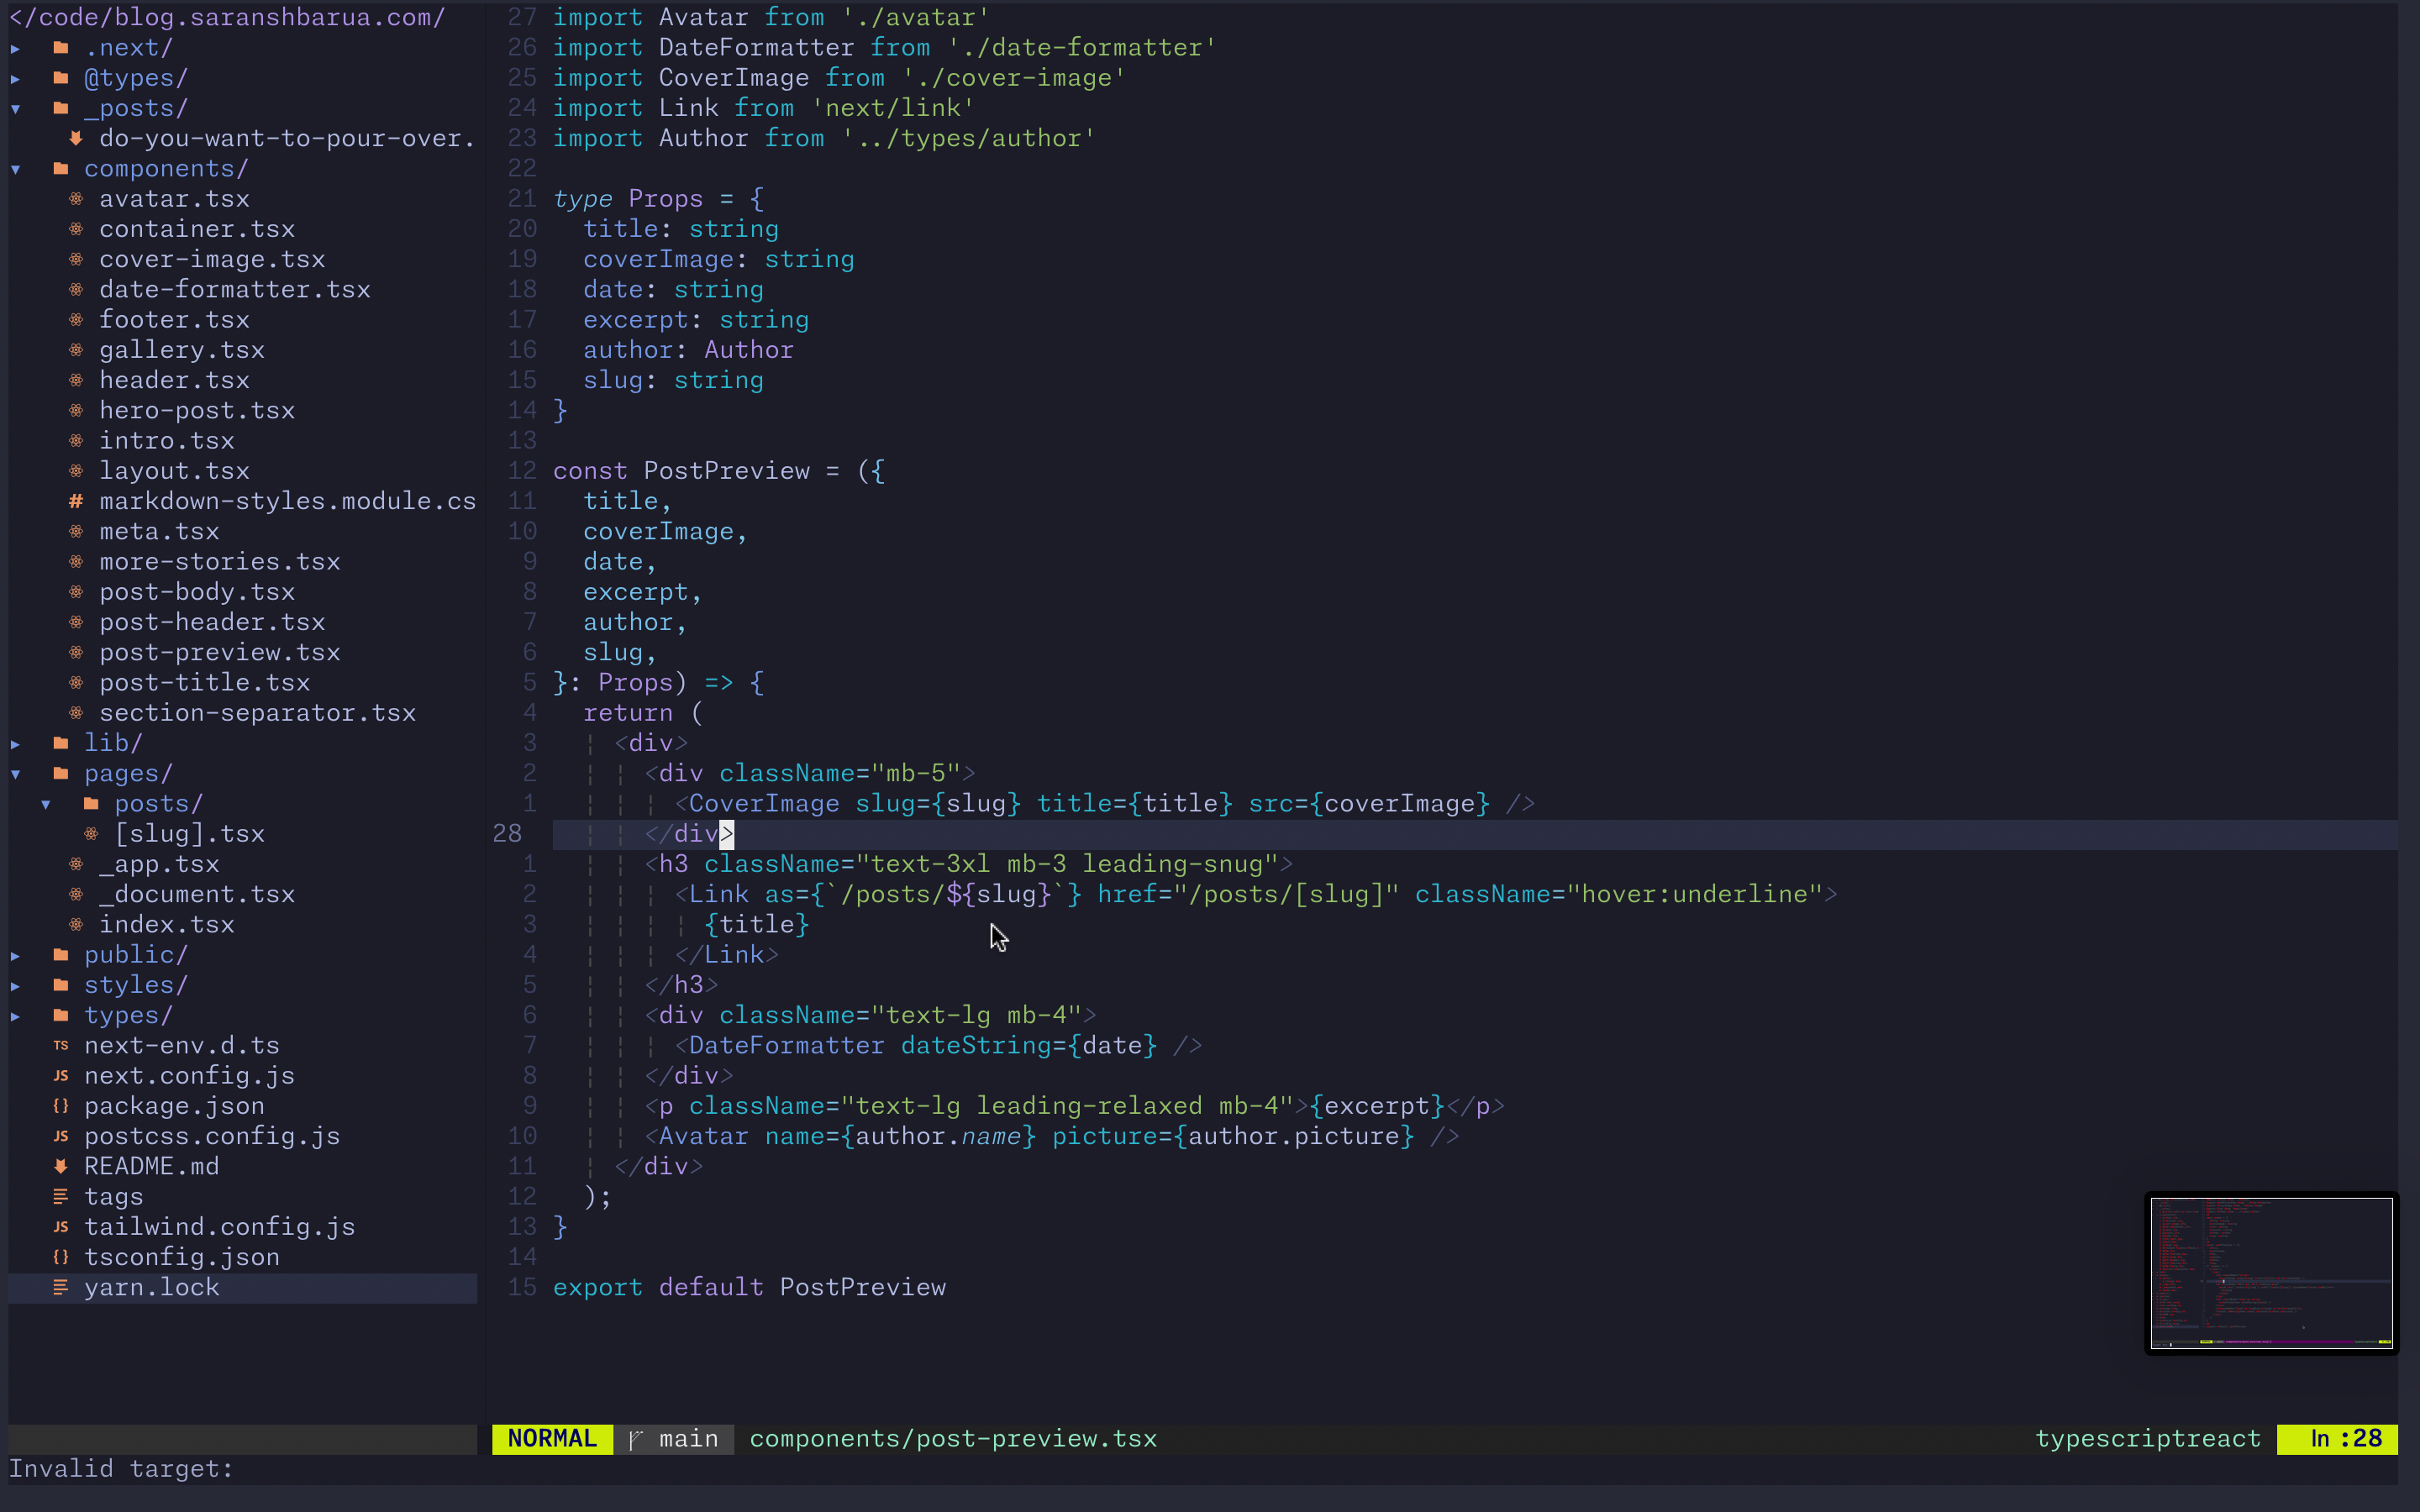 </code/blog.saranshbarua.com/
▸ .next/
▸ @types/
▾ _posts/
do-you-want-to-pour-over.
▾ components/
avatar.tsx
container.tsx
cover-image.tsx
date-formatter.tsx
footer.tsx
gallery.tsx
header.tsx
hero-post.tsx
intro.tsx
layout.tsx
# markdown-styles.module.cs
meta.tsx
more-stories.tsx
post-body.tsx
post-header.tsx
post-preview.tsx
post-title.tsx
section-separator.tsx
▸ lib/
▾ pages/
▾ posts/
[slug].tsx
_app.tsx
_document.tsx
index.tsx
▸ public/
▸ styles/
▸ types/
TS next-env.d.ts
JS next.config.js
{} package.json
JS postcss.config.js
README.md
tags
JS tailwind.config.js
{} tsconfig.json
yarn.lock
27 import Avatar from './avatar'
26 import DateFormatter from './date-formatter'
25 import CoverImage from './cover-image'
24 import Link from 'next/link'
23 import Author from '../types/author'
22
21 type Props = {
20   title: string
19   coverImage: string
18   date: string
17   excerpt: string
16   author: Author
15   slug: string
14 }
13
12 const PostPreview = ({
11   title,
10   coverImage,
9   date,
8   excerpt,
7   author,
6   slug,
5 }: Props) => {
4   return (
3     <div>
2       <div className="mb-5">
1         <CoverImage slug={slug} title={title} src={coverImage} />
28       </div>
1       <h3 className="text-3xl mb-3 leading-snug">
2         <Link as={`/posts/${slug}`} href="/posts/[slug]" className="hover:underline">
3           {title}
4         </Link>
5       </h3>
6       <div className="text-lg mb-4">
7         <DateFormatter dateString={date} />
8       </div>
9       <p className="text-lg leading-relaxed mb-4">{excerpt}</p>
10       <Avatar name={author.name} picture={author.picture} />
11     </div>
12   );
13 }
14
15 export default PostPreview
NORMAL main components/post-preview.tsx typescriptreact ln :28
Invalid target: